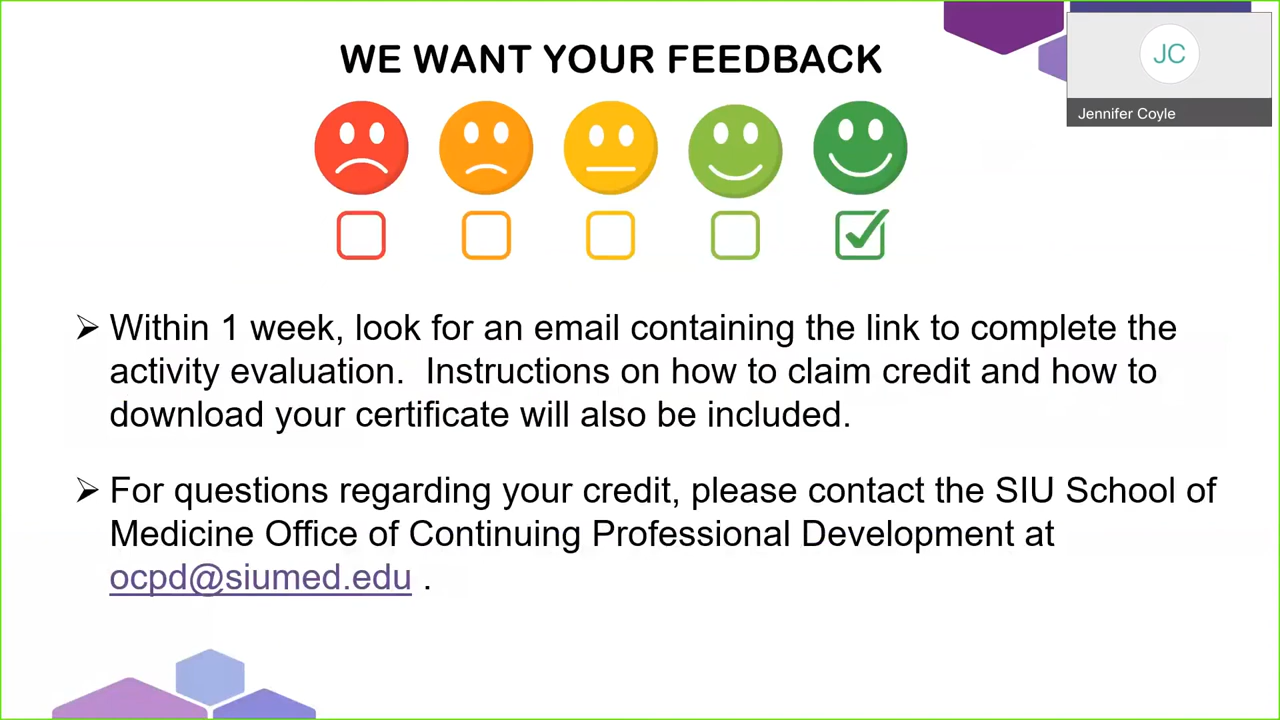 WE WANT YOUR FEEDBACK
JC
Jennifer Coyle
➢ Within 1 week, look for an email containing the link to complete the
activity evaluation.  Instructions on how to claim credit and how to
download your certificate will also be included.
➢ For questions regarding your credit, please contact the SIU School of
Medicine Office of Continuing Professional Development at
ocpd@siumed.edu .